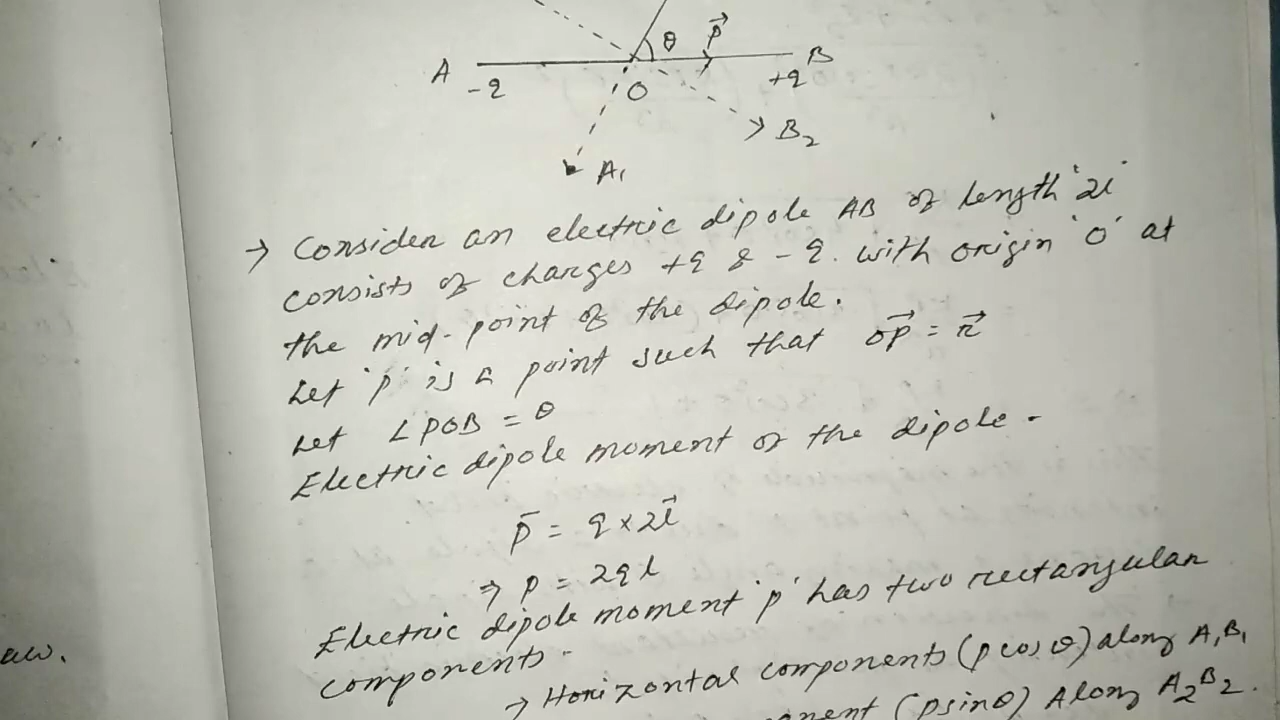 θ
p⃗
A
-q
O
+q
B
B₂
A₁
→ Consider an electric dipole AB of length '2l'
consists of charges +q & -q. with origin 'O' at
the mid-point of the dipole.
Let 'p' is a point such that op⃗ = r⃗
Let ∠POB = θ
Electric dipole moment of the dipole -
p̄ = q × 2l⃗
⇒ p = 2ql
Electric dipole moment 'p' has two rectangular
components -
→ Horizontal components (p cos θ) along A₁B₁
(p sin θ) Along A₂B₂.